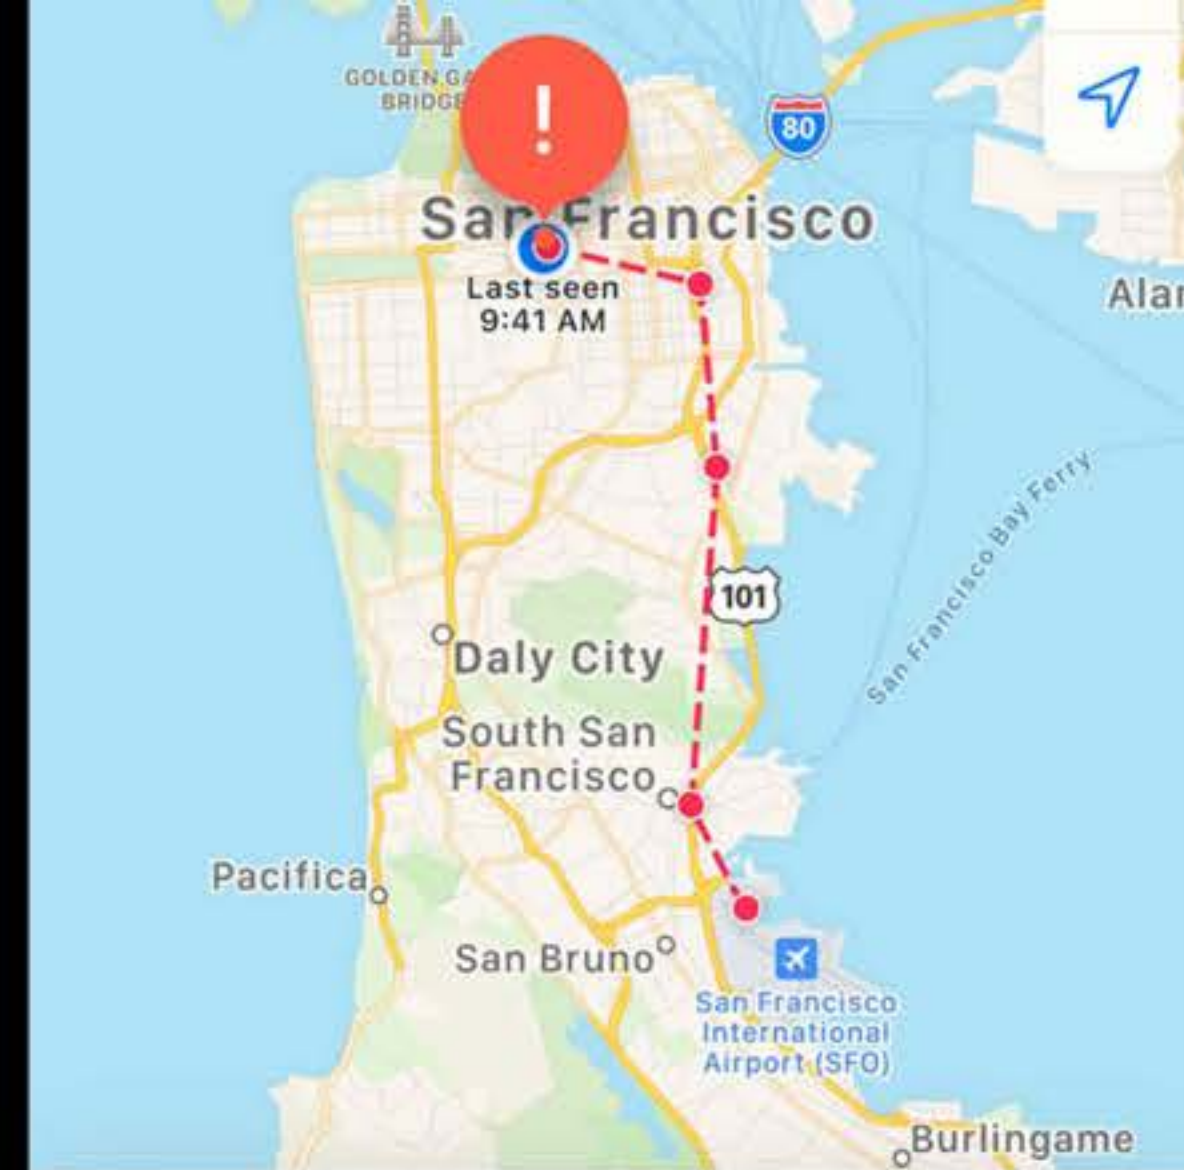 GOLDEN GA
BRIDGE
!
80
San Francisco
Last seen
9:41 AM
Alar
San Francisco Bay Ferry
101
Daly City
South San
Francisco
Pacifica
San Bruno
San Francisco
International
Airport (SFO)
Burlingame